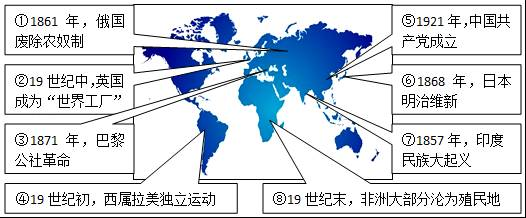 ①1861 年，俄国
废除农奴制
②19 世纪中,英国
成为“世界工厂”
③1871 年，巴黎
公社革命
④19 世纪初，西属拉美独立运动
⑤1921 年,中国共
产党成立
⑥1868 年，日本
明治维新
⑦1857 年，印度
民族大起义
⑧19 世纪末，非洲大部分沦为殖民地